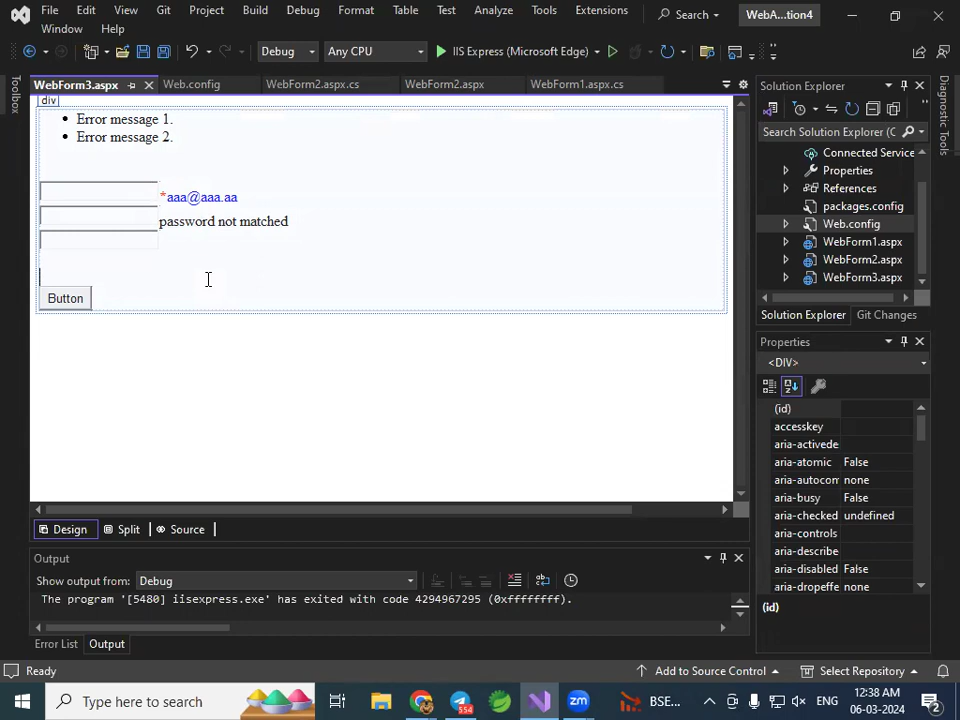 File Edit View Git Project Build Debug Format Table Test Analyze Tools Extensions Search WebA...tion4
Window Help
Debug Any CPU IIS Express (Microsoft Edge)
Toolbox
WebForm3.aspx Web.config WebForm2.aspx.cs WebForm2.aspx WebForm1.aspx.cs
div
Error message 1.
Error message 2.
*aaa@aaa.aa
password not matched
Button
Design Split Source
Output
Show output from: Debug
The program '[5480] iisexpress.exe' has exited with code 4294967295 (0xffffffff).
Error List Output
Solution Explorer
Search Solution Explorer (C
Connected Service
Properties
References
packages.config
Web.config
WebForm1.aspx
WebForm2.aspx
WebForm3.aspx
Solution Explorer Git Changes
Properties
<DIV>
(id)
accesskey
aria-activede
aria-atomic False
aria-autocom none
aria-busy False
aria-checked undefined
aria-controls
aria-describe
aria-disabled False
aria-dropeffe none
(id)
Diagnostic Tools
Ready Add to Source Control Select Repository
Type here to search 554 zm BSE... ENG 12:38 AM
06-03-2024 2